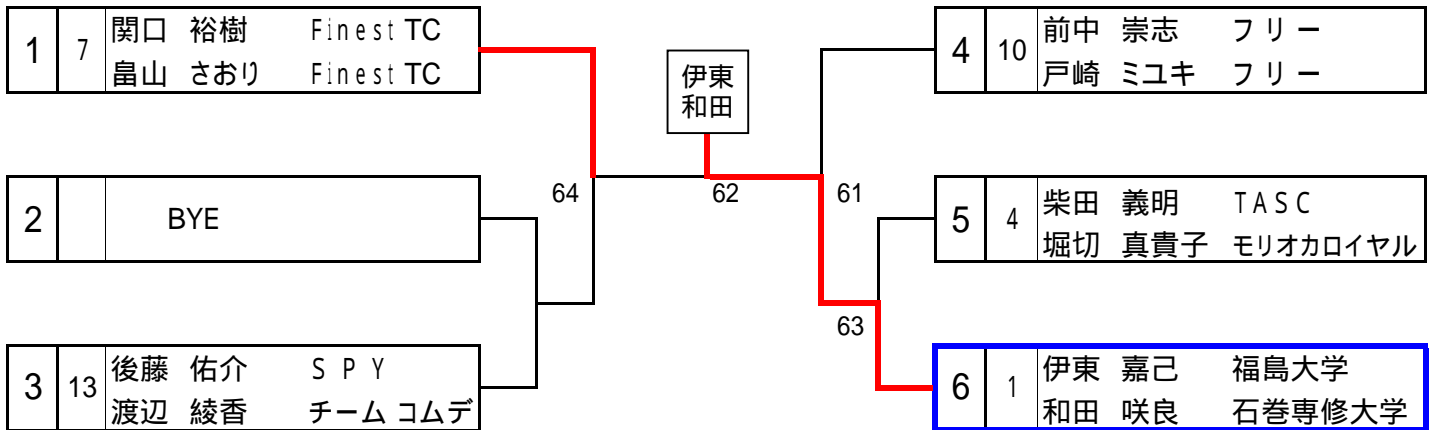 1 7 関口 裕樹 Finest TC
畠山 さおり Finest TC
2 BYE
3 13 後藤 佑介 SPY
渡辺 綾香 チーム コムデ
64
伊東
和田
62
61
63
4 10 前中 崇志 フリー
戸崎 ミユキ フリー
5 4 柴田 義明 TASC
堀切 真貴子 モリオカロイヤル
6 1 伊東 嘉己 福島大学
和田 咲良 石巻専修大学